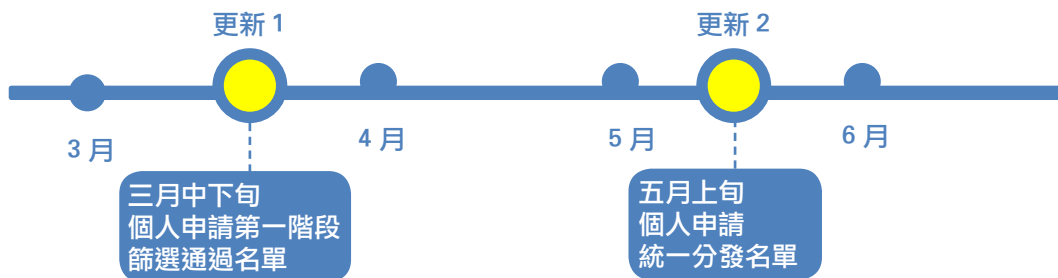 更新 1
更新 2
3 月
4 月
5 月
6 月
三月中下旬
個人申請第一階段
篩選通過名單
五月上旬
個人申請
統一分發名單